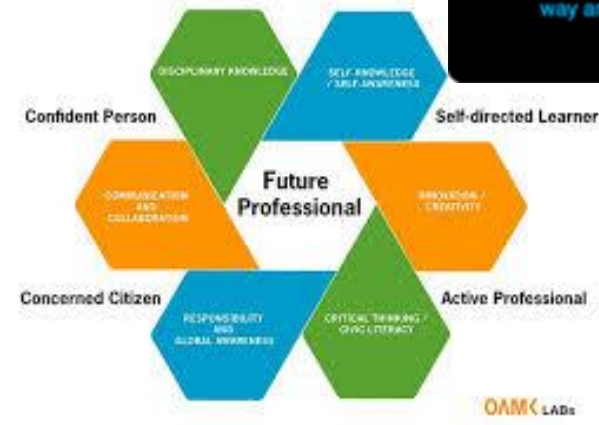 way a
DISCIPLINARY KNOWLEDGE
SELF-KNOWLEDGE
/ SELF-AWARENESS
Confident Person
Self-directed Learner
COMMUNICATION
AND
COLLABORATION
Future
Professional
INNOVATION /
CREATIVITY
Concerned Citizen
Active Professional
RESPONSIBILITY
AND
GLOBAL AWARENESS
CRITICAL THINKING /
CIVIC LITERACY
OAMK LABs